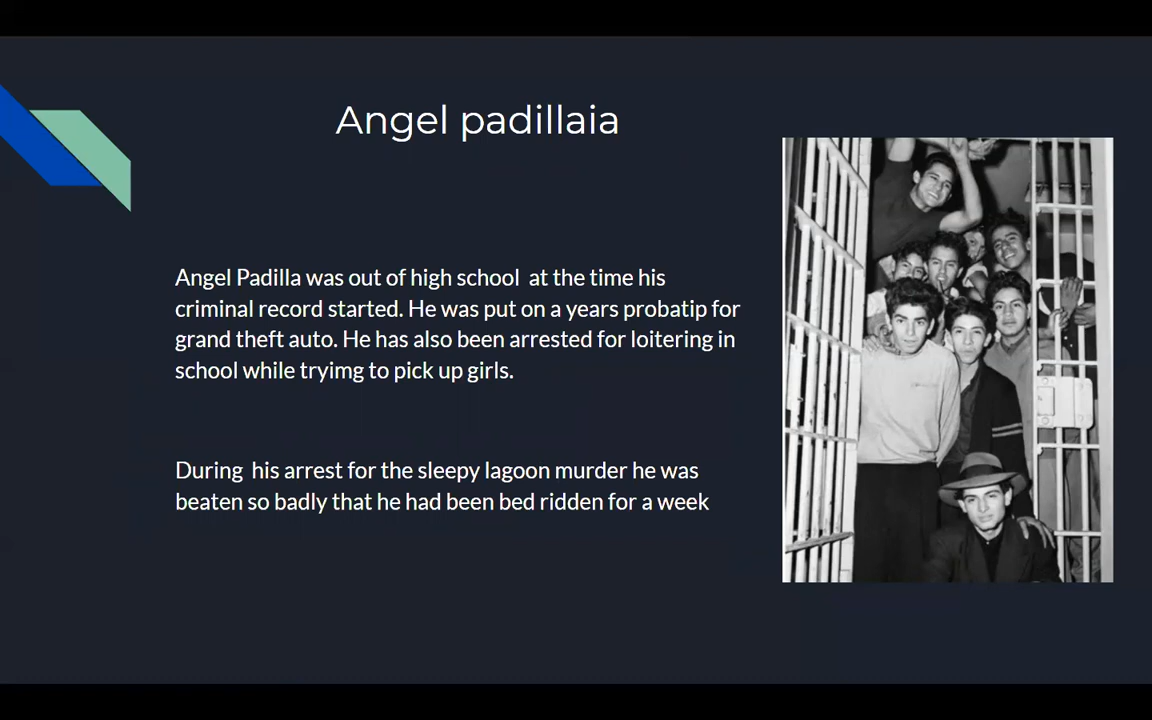 Angel padillaia
Angel Padilla was out of high school  at the time his
criminal record started. He was put on a years probatip for
grand theft auto. He has also been arrested for loitering in
school while tryimg to pick up girls.
During  his arrest for the sleepy lagoon murder he was
beaten so badly that he had been bed ridden for a week